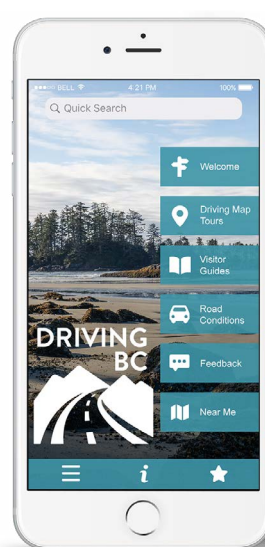 BELL 4:21 PM 100%
Quick Search
Welcome
Driving Map
Tours
Visitor
Guides
Road
Conditions
DRIVING
BC
Feedback
Near Me
i